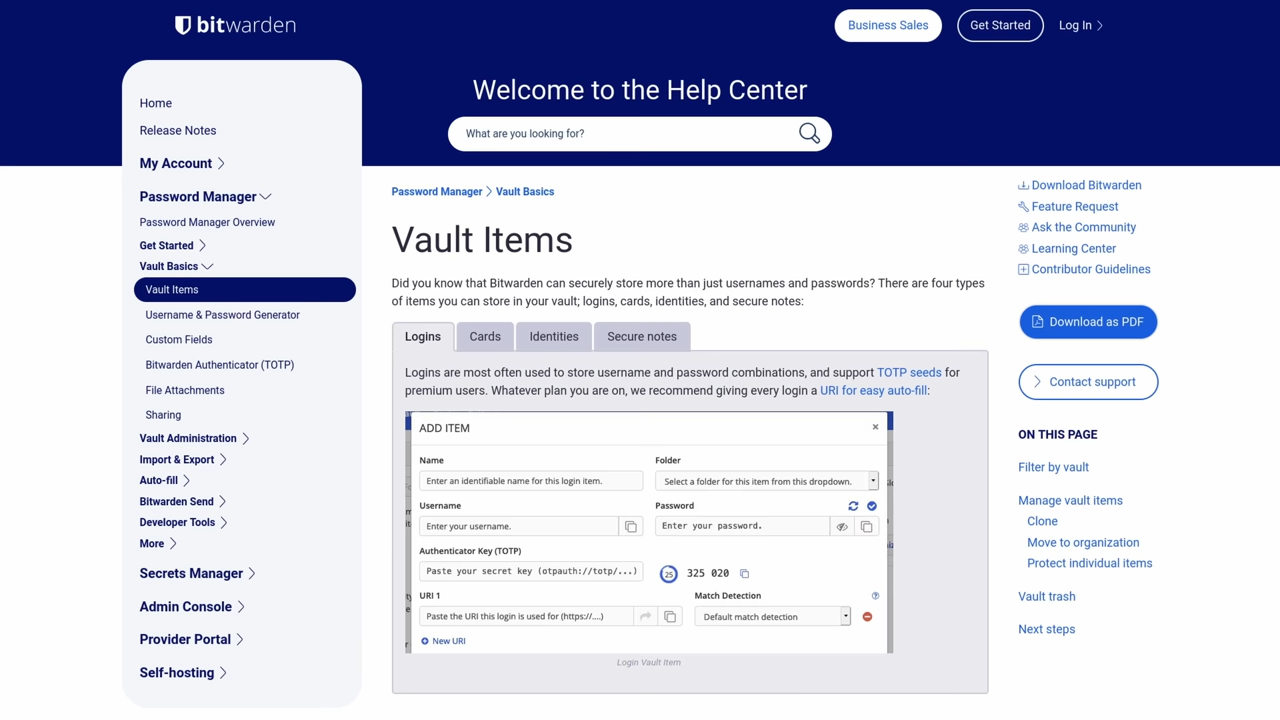 bitwarden
Business Sales
Get Started
Log In
Welcome to the Help Center
What are you looking for?
Home
Release Notes
My Account
Password Manager
Password Manager Overview
Get Started
Vault Basics
Vault Items
Username & Password Generator
Custom Fields
Bitwarden Authenticator (TOTP)
File Attachments
Sharing
Vault Administration
Import & Export
Auto-fill
Bitwarden Send
Developer Tools
More
Secrets Manager
Admin Console
Provider Portal
Self-hosting
Password Manager
Vault Basics
Vault Items
Did you know that Bitwarden can securely store more than just usernames and passwords? There are four types
of items you can store in your vault; logins, cards, identities, and secure notes:
Logins
Cards
Identities
Secure notes
Logins are most often used to store username and password combinations, and support TOTP seeds for
premium users. Whatever plan you are on, we recommend giving every login a URI for easy auto-fill:
ADD ITEM
Name
Folder
Enter an identifiable name for this login item.
Select a folder for this item from this dropdown.
Username
Password
Enter your username.
Enter your password.
Authenticator Key (TOTP)
Paste your secret key (otpauth://totp/...)
25
325 020
URI 1
Match Detection
Paste the URI this login is used for (https://....)
Default match detection
New URI
Login Vault Item
Download Bitwarden
Feature Request
Ask the Community
Learning Center
Contributor Guidelines
Download as PDF
Contact support
ON THIS PAGE
Filter by vault
Manage vault items
Clone
Move to organization
Protect individual items
Vault trash
Next steps